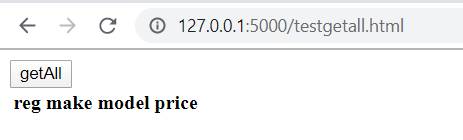 127.0.0.1:5000/testgetall.html
getAll
reg make model price